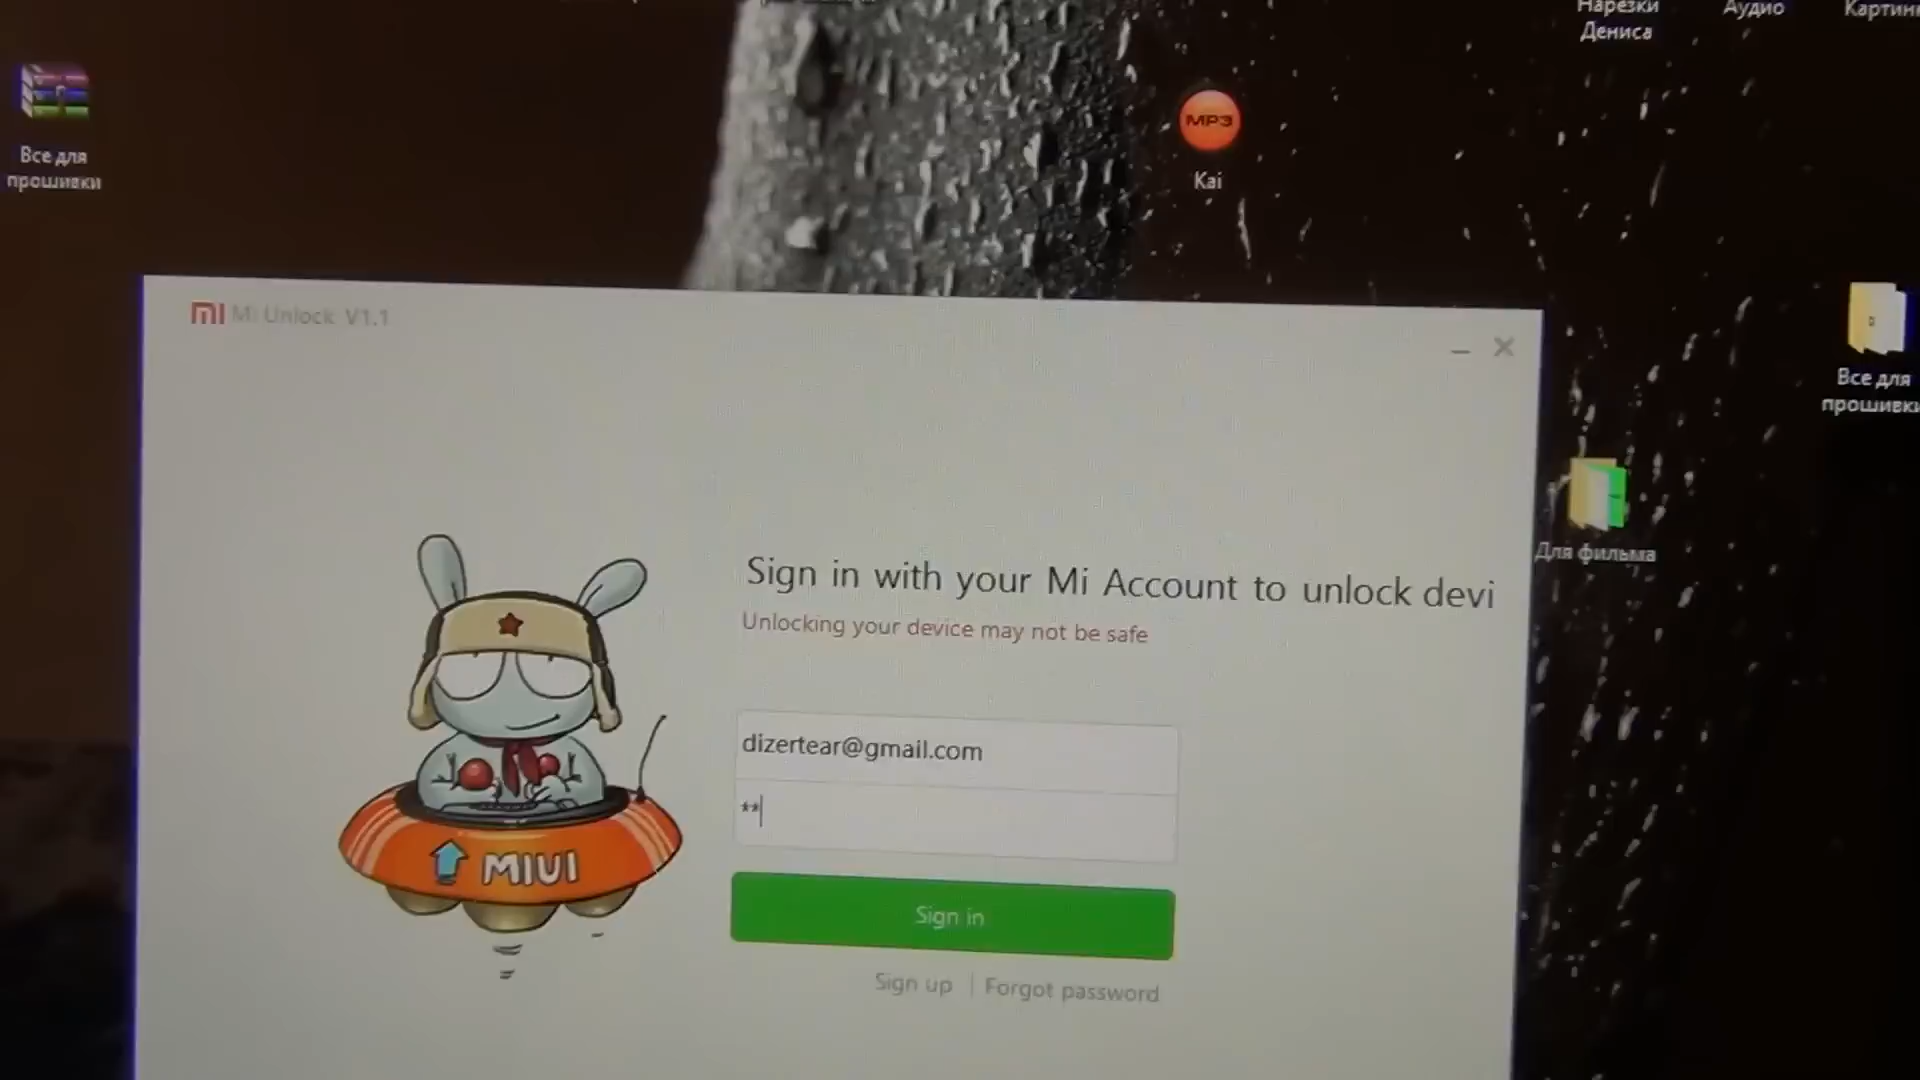 Нарезки
Дениса
Аудио
Все для
прошивки
MP3
Kai
Mi Unlock V1.1
Все для
прошивки
Для фильма
Sign in with your Mi Account to unlock devi
Unlocking your device may not be safe
dizertear@gmail.com
**
MIUI
Sign in
Sign up | Forgot password